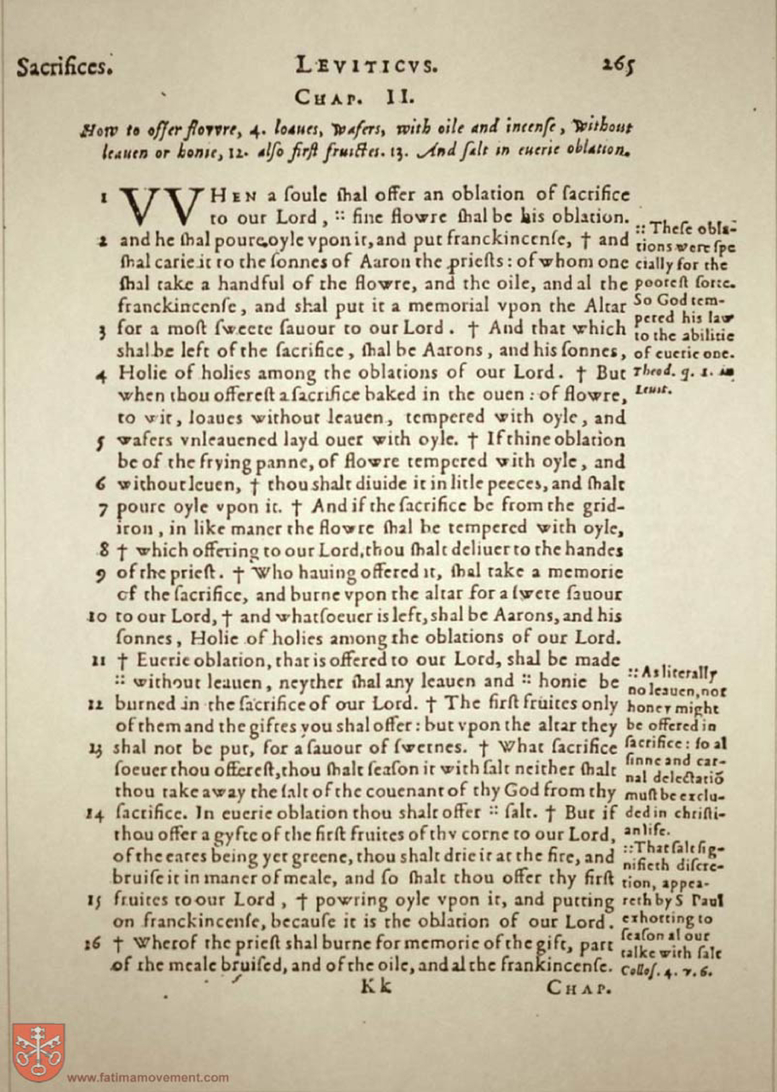 Sacrifices. LEVITICVS. 265
CHAP. II.
How to offer flovvre, 4. loaues, wafers, with oile and incense, without
leauen or honie, 12. also first fruictes. 13. And salt in euerie oblation.
1 VVHEN a soule shal offer an oblation of sacrifice
to our Lord, :: fine flowre shal be his oblation.
2 and he shal poure oyle vpon it, and put franckincense, † and
shal carie it to the sonnes of Aaron the priests: of whom one
shal take a handful of the flowre, and the oile, and al the
franckincense, and shal put it a memorial vpon the Altar
3 for a most sweete sauour to our Lord. † And that which
shal be left of the sacrifice, shal be Aarons, and his sonnes,
4 Holie of holies among the oblations of our Lord. † But
when thou offerest a sacrifice baked in the ouen: of flowre,
to wit, loaues without leauen, tempered with oyle, and
5 wafers vnleauened layd ouer with oyle. † If thine oblation
be of the frying panne, of flowre tempered with oyle, and
6 without leuen, † thou shalt diuide it in litle peeces, and shalt
7 poure oyle vpon it. † And if the sacrifice be from the grid-
iron, in like maner the flowre shal be tempered with oyle,
8 † which offering to our Lord, thou shalt deliuer to the handes
9 of the priest. † Who hauing offered it, shal take a memorie
of the sacrifice, and burne vpon the altar for a swete sauour
10 to our Lord, † and whatsoeuer is left, shal be Aarons, and his
sonnes, Holie of holies among the oblations of our Lord.
11 † Euerie oblation, that is offered to our Lord, shal be made
:: without leauen, neyther shal any leauen and :: honie be
12 burned in the sacrifice of our Lord. † The first fruites only
of them and the giftes you shal offer: but vpon the altar they
13 shal not be put, for a sauour of swetnes. † What sacrifice
soeuer thou offerest, thou shalt season it with salt neither shalt
thou take away the salt of the couenant of thy God from thy
14 sacrifice. In euerie oblation thou shalt offer :: salt. † But if
thou offer a gyfte of the first fruites of thy corne to our Lord,
of the eares being yet greene, thou shalt drie it at the fire, and
bruise it in maner of meale, and so shalt thou offer thy first
15 fruites to our Lord, † powring oyle vpon it, and putting
on franckincense, because it is the oblation of our Lord.
16 † Wherof the priest shal burne for memorie of the gift, part
of the meale bruised, and of the oile, and al the frankincense.
Kk CHAP.
:: These obla-
tions were spe
cially for the
poorest sorte.
So God tem-
pered his law
to the abilitie
of euerie one.
Theod. q. 1. in
Leuit.
:: As literally
no leauen, not
honey might
be offered in
sacrifice: so al
sinne and car-
nal delectatiō
must be exclu-
ded in christi-
an life.
:: That salt sig-
nifieth discre-
tion, appea-
reth by S Paul
exhorting to
season al our
talke with salt
Colos. 4. v. 6.
www.fatimamovement.com